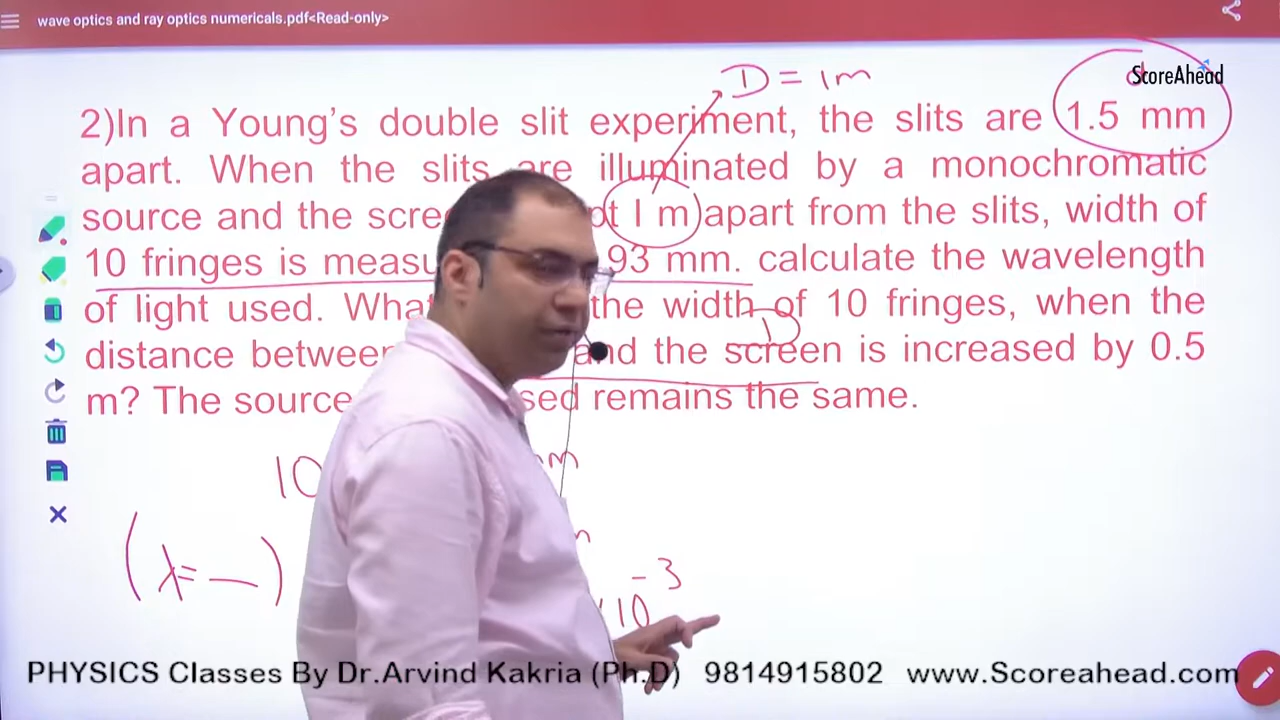 wave optics and ray optics numericals.pdf<Read-only>
ScoreAhead
D = 1m
2)In a Young's double slit experiment, the slits are 1.5 mm
apart. When the slits are illuminated by a monochromatic
source and the scre pt I m apart from the slits, width of
10 fringes is measu .93 mm. calculate the wavelength
of light used. Wha the width of 10 fringes, when the
D
distance between and the screen is increased by 0.5
m? The source sed remains the same.
10 mm
(λ = —)
10 -3
PHYSICS Classes By Dr.Arvind Kakria (Ph.D) 9814915802 www.Scoreahead.com